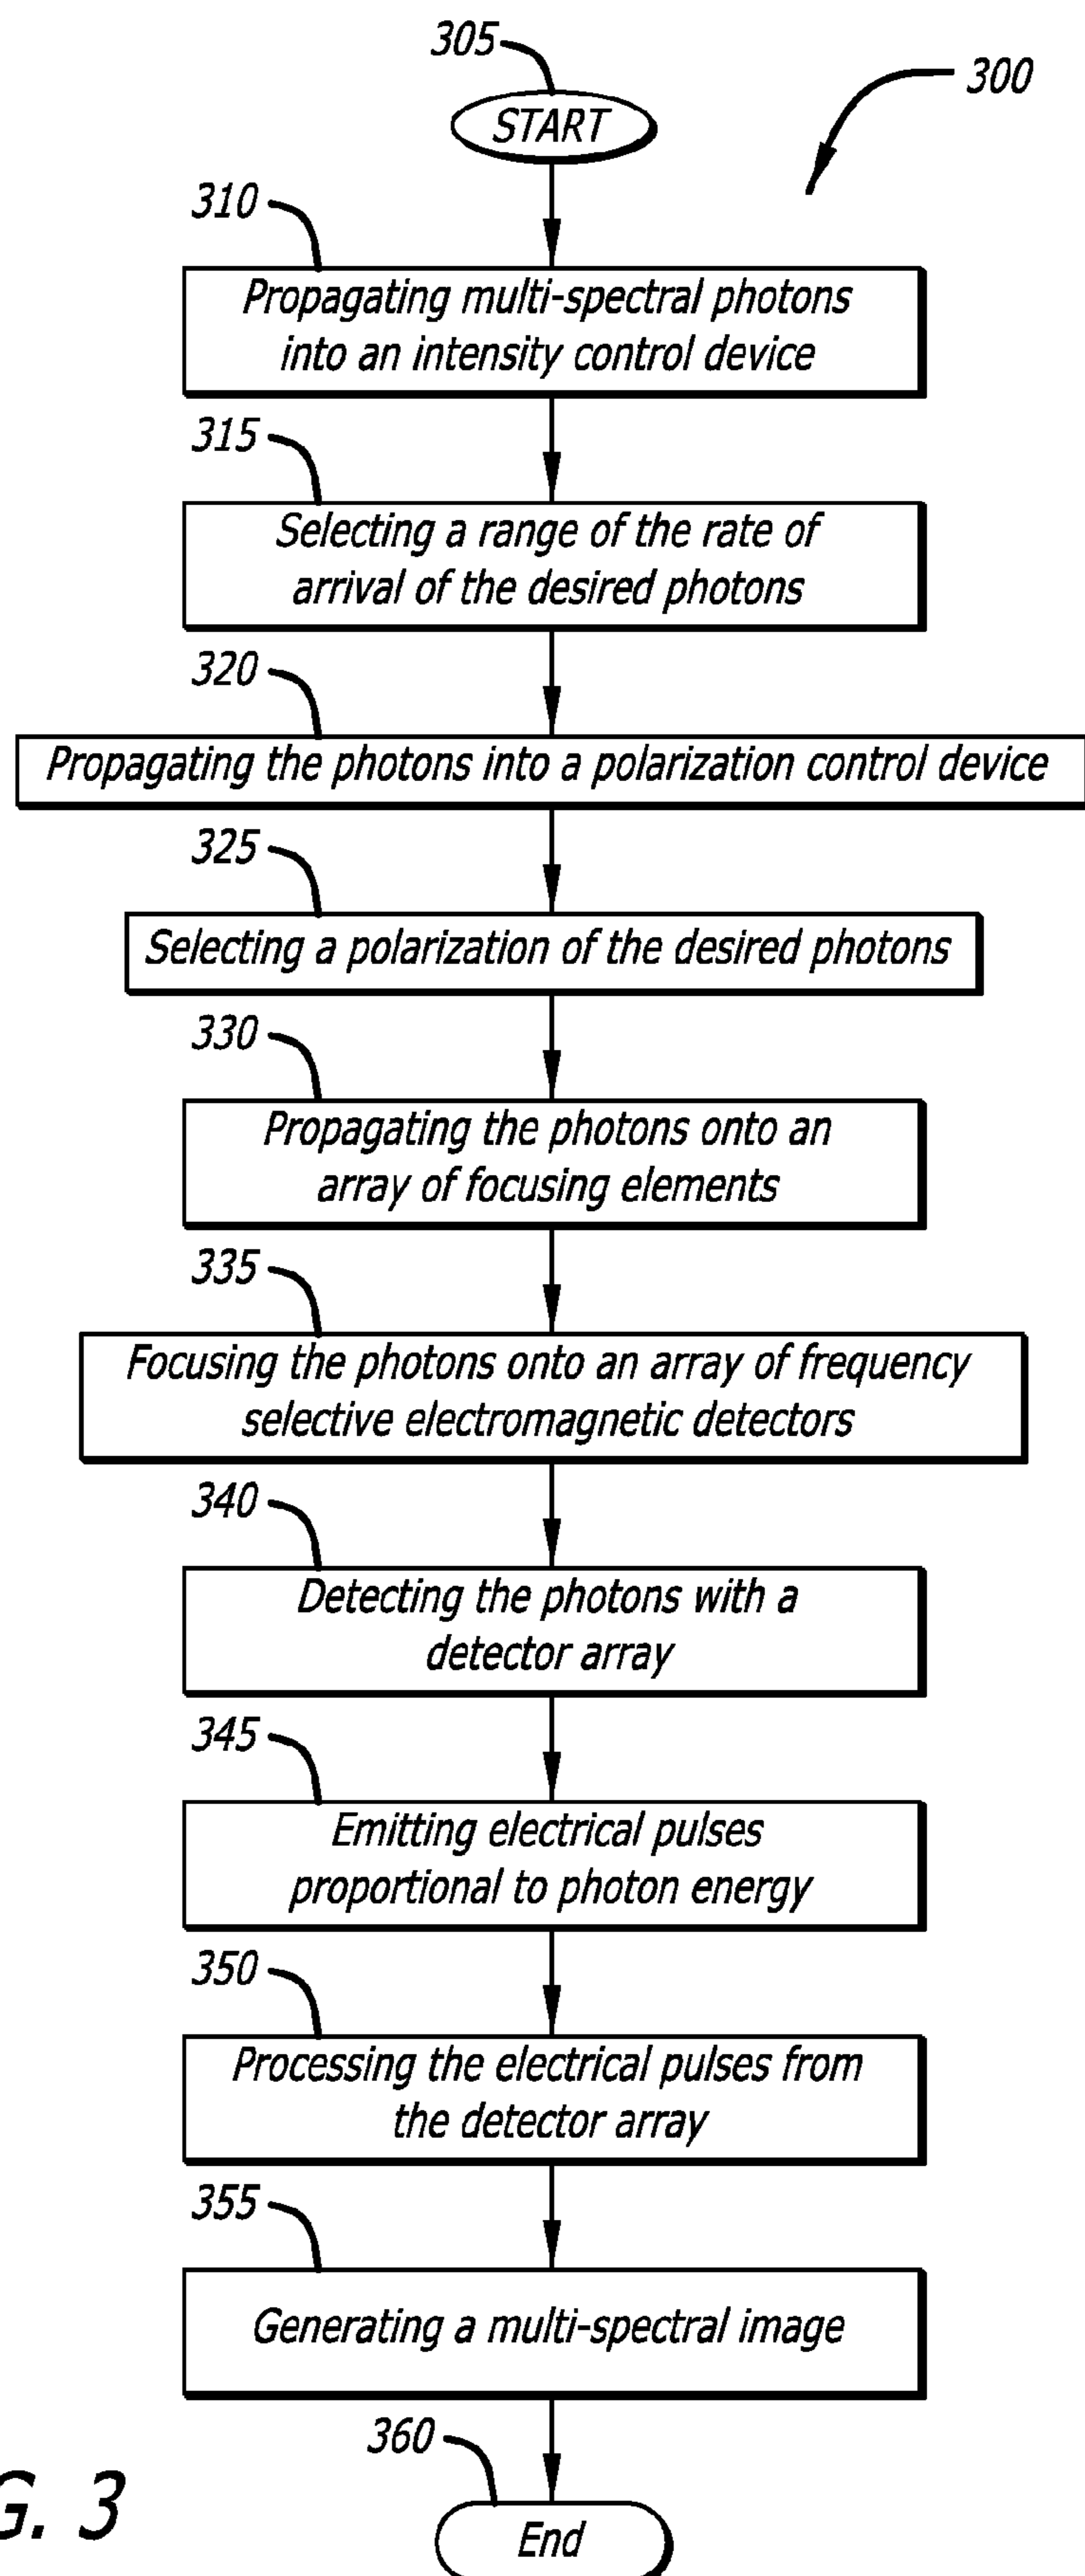 305
300
START
310
Propagating multi-spectral photons
into an intensity control device
315
Selecting a range of the rate of
arrival of the desired photons
320
Propagating the photons into a polarization control device
325
Selecting a polarization of the desired photons
330
Propagating the photons onto an
array of focusing elements
335
Focusing the photons onto an array of frequency
selective electromagnetic detectors
340
Detecting the photons with a
detector array
345
Emitting electrical pulses
proportional to photon energy
350
Processing the electrical pulses from
the detector array
355
Generating a multi-spectral image
360
End
G. 3